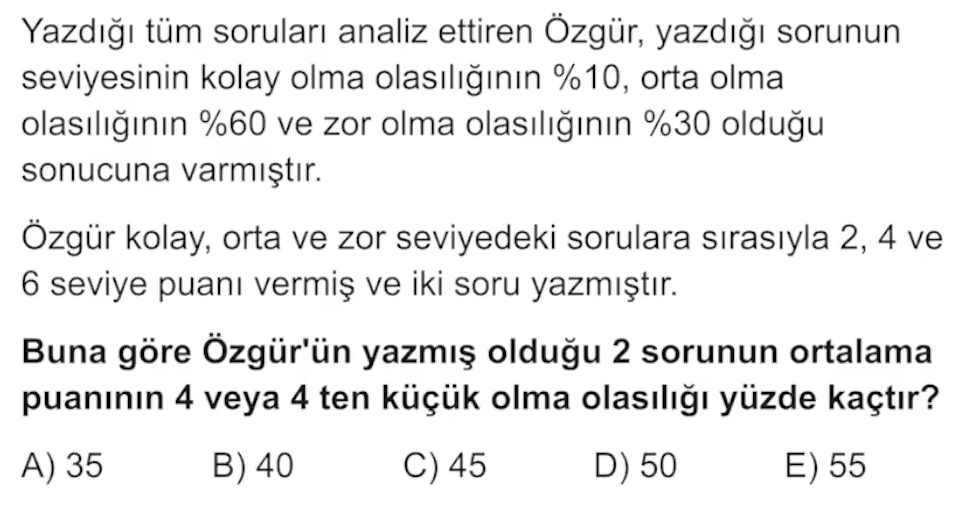 Yazdığı tüm soruları analiz ettiren Özgür, yazdığı sorunun
seviyesinin kolay olma olasılığının %10, orta olma
olasılığının %60 ve zor olma olasılığının %30 olduğu
sonucuna varmıştır.
Özgür kolay, orta ve zor seviyedeki sorulara sırasıyla 2, 4 ve
6 seviye puanı vermiş ve iki soru yazmıştır.
Buna göre Özgür'ün yazmış olduğu 2 sorunun ortalama
puanının 4 veya 4 ten küçük olma olasılığı yüzde kaçtır?
A) 35 B) 40 C) 45 D) 50 E) 55